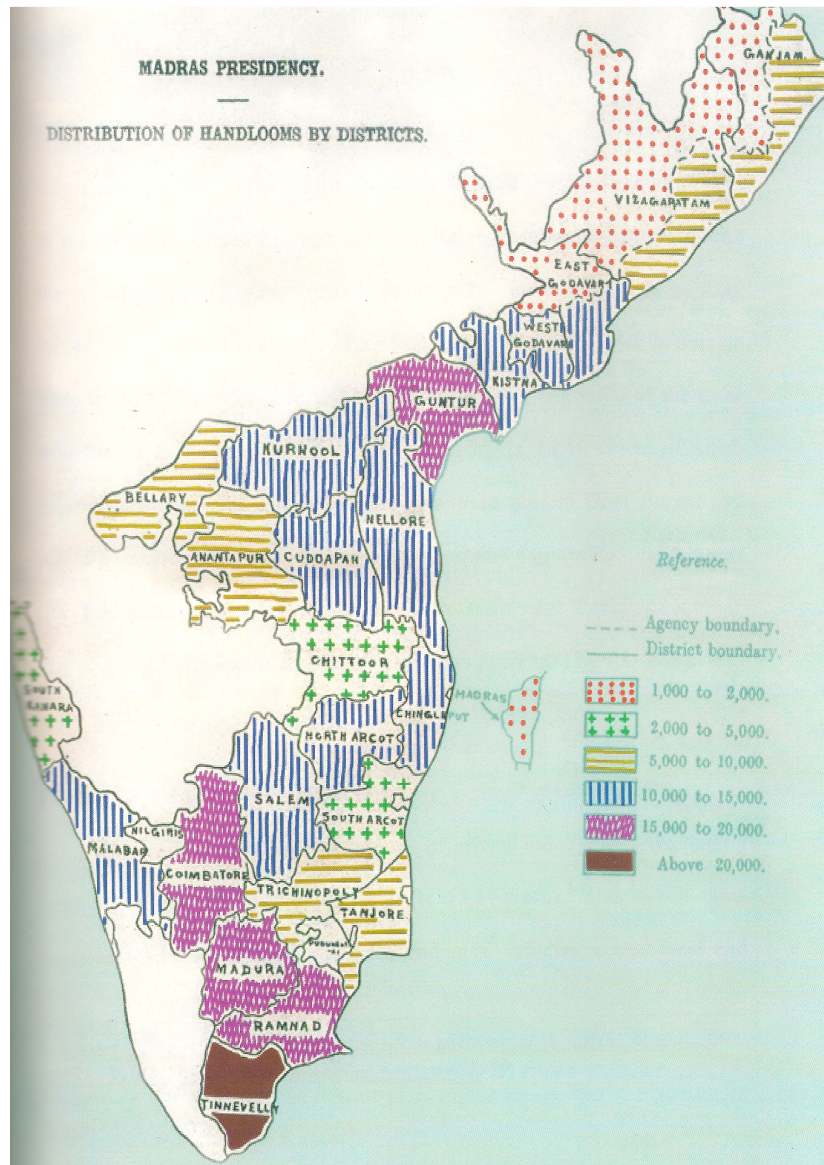 MADRAS PRESIDENCY.
DISTRIBUTION OF HANDLOOMS BY DISTRICTS.
GANJAM
VIZAGAPATAM
EAST
GODAVARI
WEST
GODAVARI
KISTNA
GUNTUR
KURNOOL
BELLARY
NELLORE
ANANTAPUR
CUDDAPAH
Reference.
Agency boundary.
District boundary.
CHITTOOR
SOUTH
KANARA
MADRAS
1,000 to 2,000.
CHINGLEPUT
2,000 to 5,000.
NORTH ARCOT
5,000 to 10,000.
SALEM
10,000 to 15,000.
SOUTH ARCOT
15,000 to 20,000.
NILGIRIS
MALABAR
Above 20,000.
COIMBATORE
TRICHINOPOLY
TANJORE
MADURA
RAMNAD
TINNEVELLY